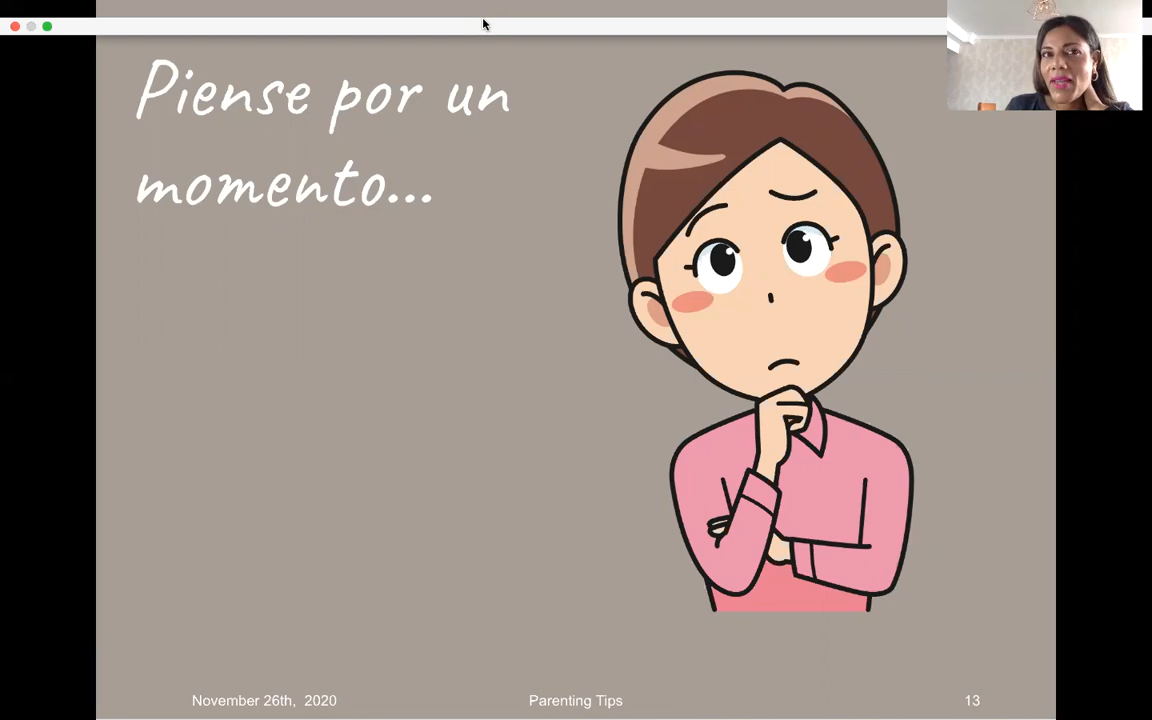 Piense por un
momento...
November 26th,  2020
Parenting Tips
13